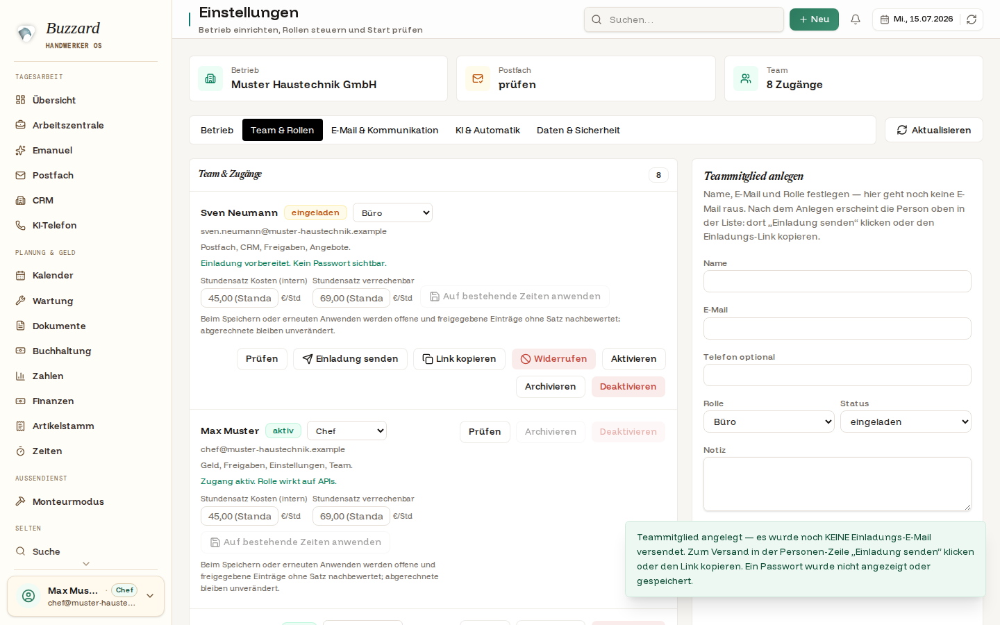 Buzzard
HANDWERKER OS
TAGESARBEIT
Übersicht
Arbeitszentrale
Emanuel
Postfach
CRM
KI-Telefon
PLANUNG & GELD
Kalender
Wartung
Dokumente
Buchhaltung
Zahlen
Finanzen
Artikelstamm
Zeiten
AUSSENDIENST
Monteurmodus
SELTEN
Suche
Max Mus... · Chef
chef@muster-hauste...
Einstellungen
Betrieb einrichten, Rollen steuern und Start prüfen
Suchen...
Neu
Mi., 15.07.2026
Betrieb
Muster Haustechnik GmbH
Postfach
prüfen
Team
8 Zugänge
Betrieb
Team & Rollen
E-Mail & Kommunikation
KI & Automatik
Daten & Sicherheit
Aktualisieren
Team & Zugänge
8
Sven Neumann eingeladen Büro
sven.neumann@muster-haustechnik.example
Postfach, CRM, Freigaben, Angebote.
Einladung vorbereitet. Kein Passwort sichtbar.
Stundensatz Kosten (intern) Stundensatz verrechenbar
45,00 (Standa €/Std 69,00 (Standa €/Std Auf bestehende Zeiten anwenden
Beim Speichern oder erneuten Anwenden werden offene und freigegebene Einträge ohne Satz nachbewertet;
abgerechnete bleiben unverändert.
Prüfen Einladung senden Link kopieren Widerrufen Aktivieren
Archivieren Deaktivieren
Max Muster aktiv Chef Prüfen Archivieren Deaktivieren
chef@muster-haustechnik.example
Geld, Freigaben, Einstellungen, Team.
Zugang aktiv. Rolle wirkt auf APIs.
Stundensatz Kosten (intern) Stundensatz verrechenbar
45,00 (Standa €/Std 69,00 (Standa €/Std
Auf bestehende Zeiten anwenden
Beim Speichern oder erneuten Anwenden werden offene und
freigegebene Einträge ohne Satz nachbewertet; abgerechnete
bleiben unverändert.
Teammitglied anlegen
Name, E-Mail und Rolle festlegen — hier geht noch keine E-
Mail raus. Nach dem Anlegen erscheint die Person oben in
der Liste: dort „Einladung senden“ klicken oder den
Einladungs-Link kopieren.
Name
E-Mail
Telefon optional
Rolle Status
Büro eingeladen
Notiz
Teammitglied angelegt — es wurde noch KEINE Einladungs-E-Mail
versendet. Zum Versand in der Personen-Zeile „Einladung senden“ klicken
oder den Link kopieren. Ein Passwort wurde nicht angezeigt oder
gespeichert.